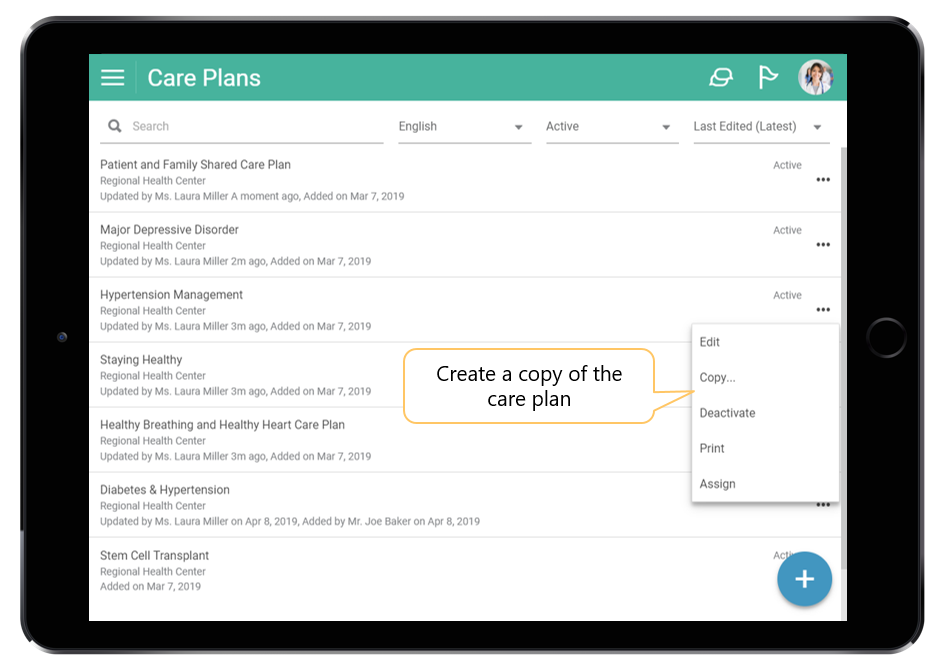 Care Plans
Search
English
Active
Last Edited (Latest)
Patient and Family Shared Care Plan
Active
Regional Health Center
Updated by Ms. Laura Miller A moment ago, Added on Mar 7, 2019
Major Depressive Disorder
Active
Regional Health Center
Updated by Ms. Laura Miller 2m ago, Added on Mar 7, 2019
Hypertension Management
Active
Regional Health Center
Updated by Ms. Laura Miller 3m ago, Added on Mar 7, 2019
Edit
Copy...
Deactivate
Print
Assign
Create a copy of the
care plan
Staying Healthy
Regional Health Center
Updated by Ms. Laura Miller 3m ago, Added on Mar 7, 2019
Healthy Breathing and Healthy Heart Care Plan
Regional Health Center
Updated by Ms. Laura Miller 3m ago, Added on Mar 7, 2019
Diabetes & Hypertension
Regional Health Center
Updated by Ms. Laura Miller on Apr 8, 2019, Added by Mr. Joe Baker on Apr 8, 2019
Stem Cell Transplant
Regional Health Center
Added on Mar 7, 2019